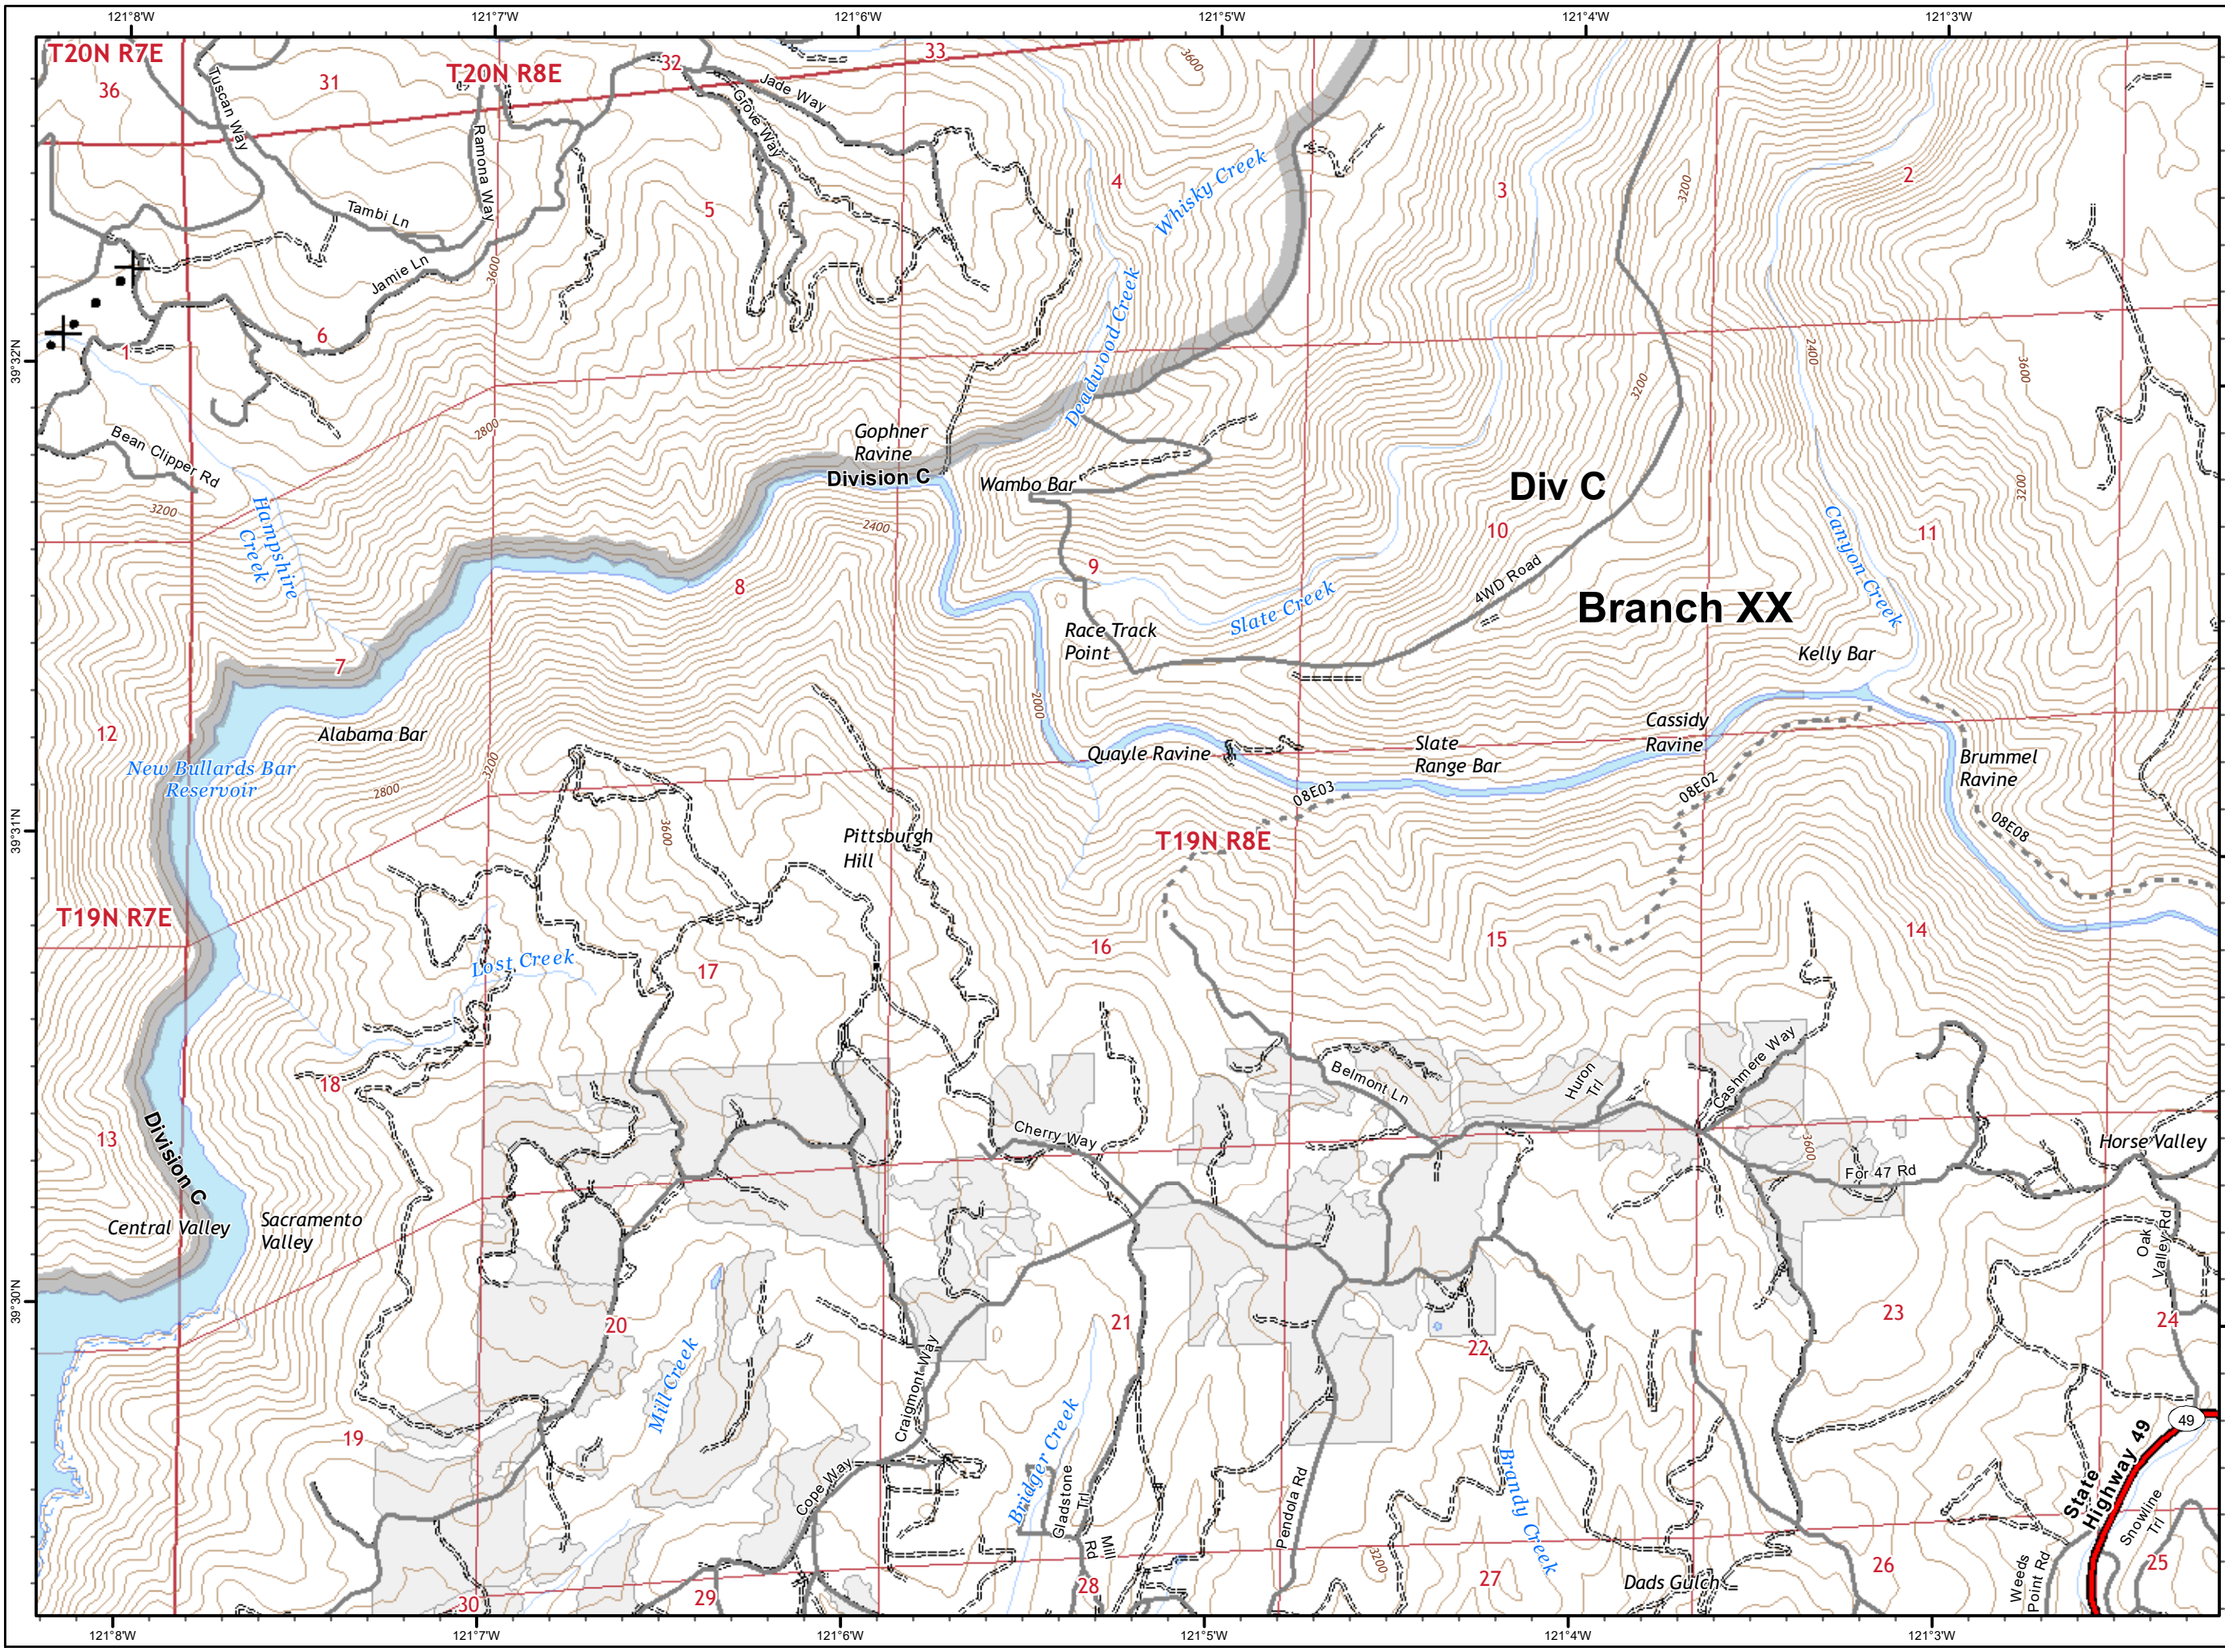 121°8'W
121°7'W
121°6'W
121°5'W
121°4'W
121°3'W
T20N R7E
36
31
T20N R8E
32
33
3600
Tuscan Way
Ramona Way
Jade Way
Grove Way
Tambi Ln
Jamie Ln
3600
5
4
Whisky Creek
3
3200
2
39°32'N
1
6
Deadwood Creek
3200
2400
3600
Bean Clipper Rd
2800
Gophner
Ravine
Division C
Wambo Bar
Div C
10
3200
3200
2400
Hampshire
Creek
8
9
Slate Creek
4WD Road
Branch XX
Canyon Creek
11
Race Track
Point
Kelly Bar
7
12
Alabama Bar
2000
Quayle Ravine
Slate
Range Bar
Cassidy
Ravine
Brummel
Ravine
New Bullards Bar
Reservoir
2800
3200
08E03
08E02
08E08
39°31'N
3600
Pittsburgh
Hill
T19N R8E
T19N R7E
Lost Creek
17
16
15
14
18
13
Division C
Belmont Ln
Huron
Trl
Cashmere Way
Cherry Way
3600
For 47 Rd
Horse Valley
Central Valley
Sacramento
Valley
Oak
Valley Rd
39°30'N
20
21
22
23
24
Mill Creek
Craigmont Way
19
Bridger Creek
Cope Way
Gladstone
Trl
Pendola Rd
Brandy Creek
49
State
Highway 49
Snowline
Trl
Mill
Rd
3200
Dads Gulch
Weeds
Point Rd
30
29
28
27
26
25
121°8'W
121°7'W
121°6'W
121°5'W
121°4'W
121°3'W